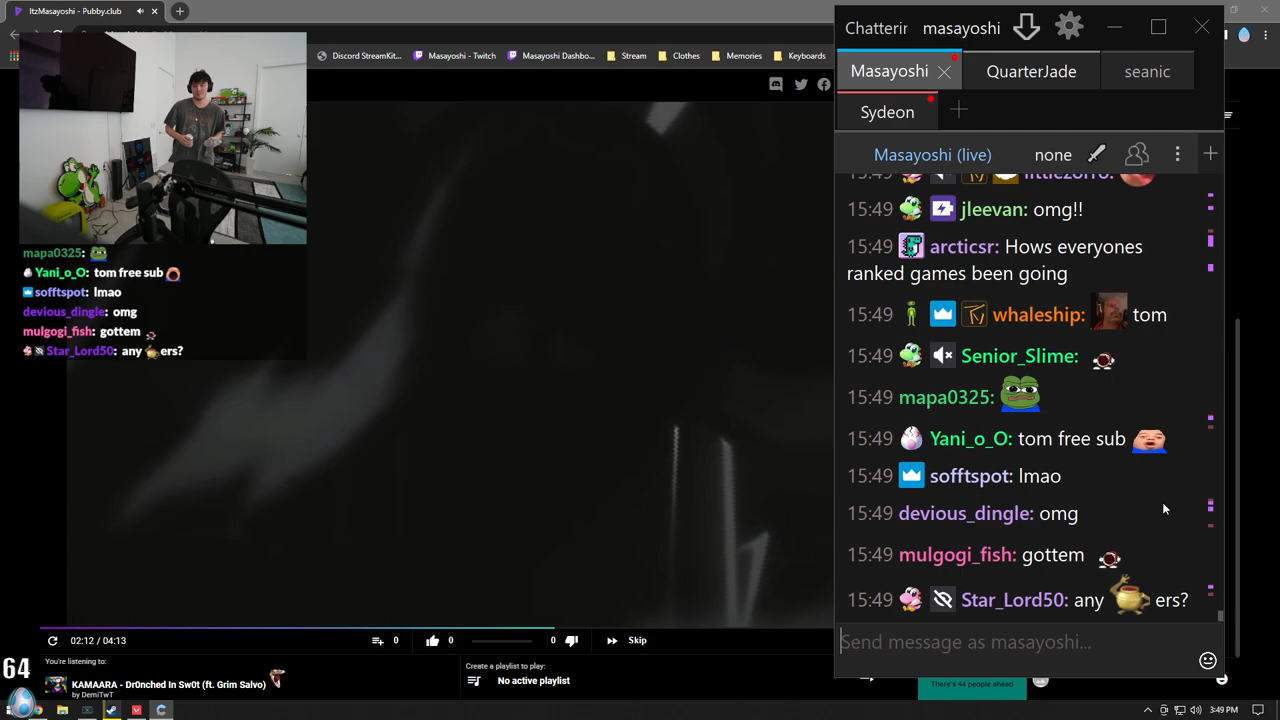 ItzMasayoshi - Pubby.club
Discord StreamKit...
Masayoshi - Twitch
Masayoshi Dashbo...
Stream
Clothes
Memories
Keyboards
mapa0325:
Yani_o_O: tom free sub
sofftspot: lmao
devious_dingle: omg
mulgogi_fish: gottem
Star_Lord50: any ers?
Chatterir
masayoshi
Masayoshi
QuarterJade
seanic
Sydeon
Masayoshi (live)
none
15:49 littlezorro:
15:49 jleevan: omg!!
15:49 arcticsr: Hows everyones
ranked games been going
15:49 whaleship: tom
15:49 Senior_Slime:
15:49 mapa0325:
15:49 Yani_o_O: tom free sub
15:49 sofftspot: lmao
15:49 devious_dingle: omg
15:49 mulgogi_fish: gottem
15:49 Star_Lord50: any ers?
Send message as masayoshi...
02:12 / 04:13
0
0
0
Skip
64
You're listening to:
KAMAARA - Dr0nched In Sw0t (ft. Grim Salvo)
by DemiTwT
Create a playlist to play:
No active playlist
There's 44 people ahead
3:49 PM